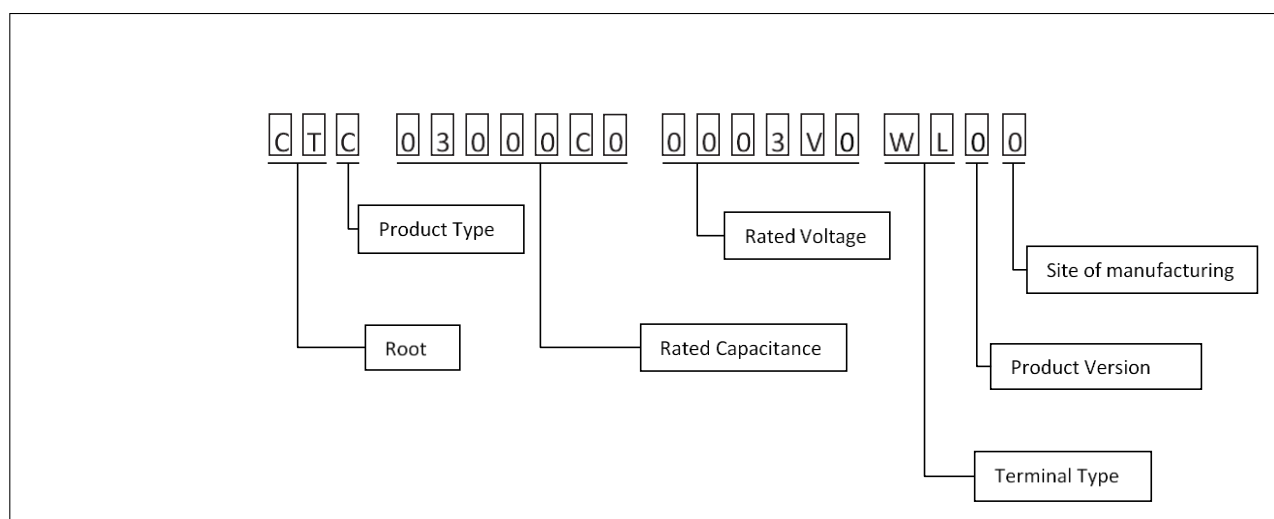 C T C 0 3 0 0 0 C 0 0 0 0 3 V 0 W L 0 0
Product Type
Rated Voltage
Site of manufacturing
Root
Rated Capacitance
Product Version
Terminal Type